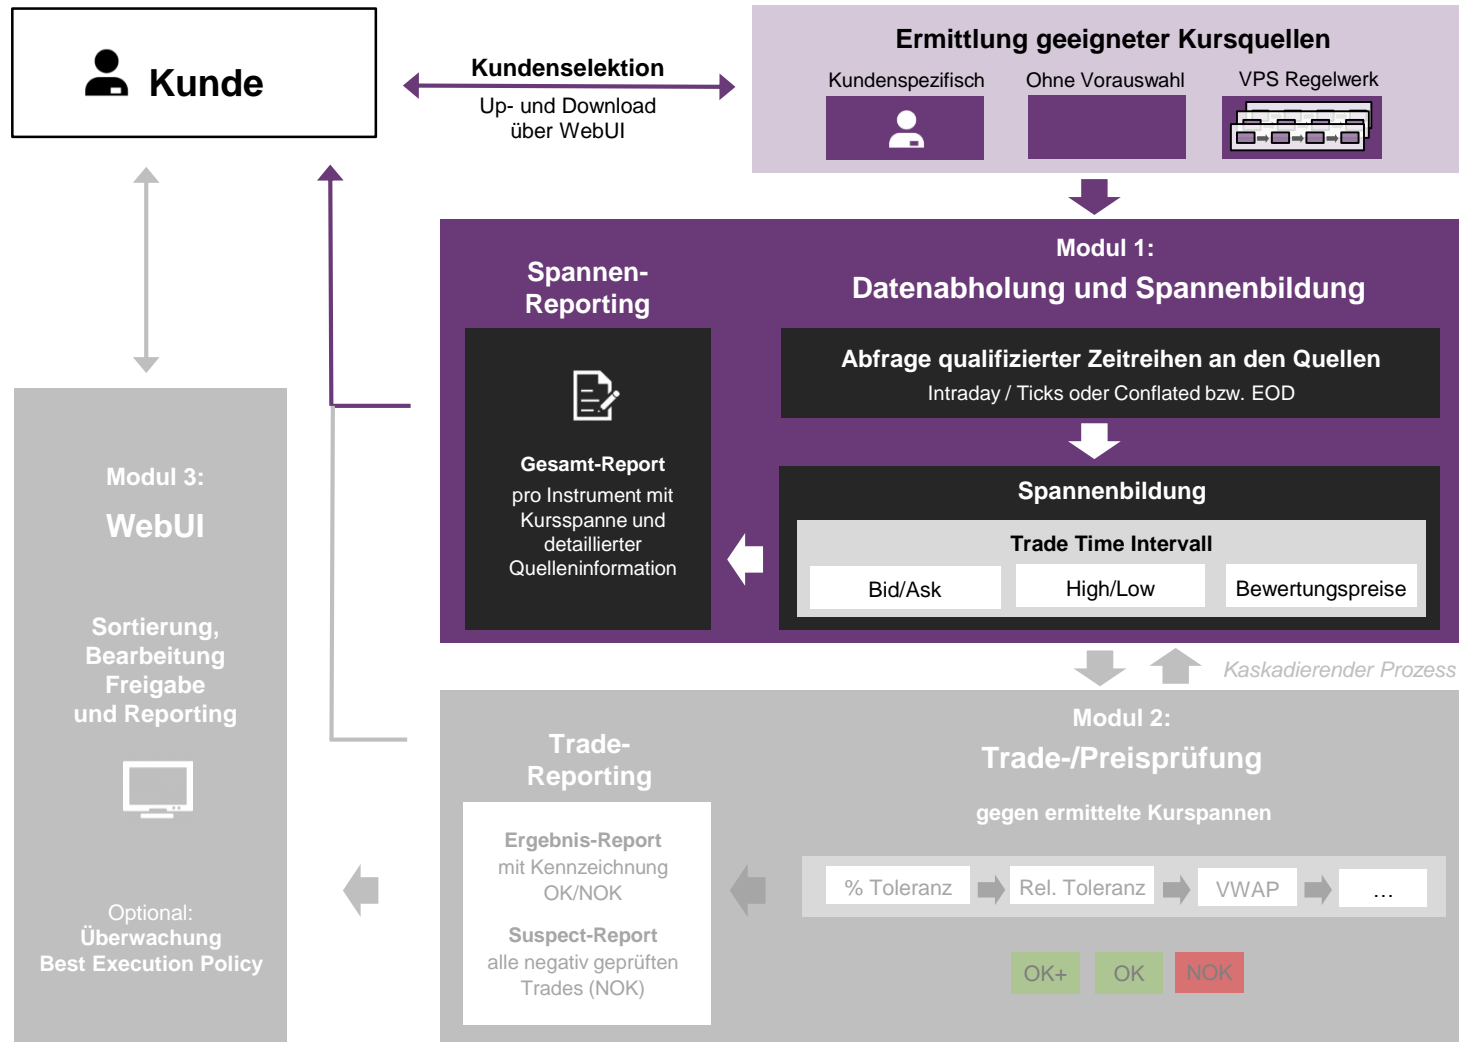 Kunde
Kundenselektion
Up- und Download
über WebUI
Ermittlung geeigneter Kursquellen
Kundenspezifisch
Ohne Vorauswahl
VPS Regelwerk
Modul 1:
Datenabholung und Spannenbildung
Spannen-
Reporting
Gesamt-Report
pro Instrument mit
Kursspanne und
detaillierter
Quelleninformation
Abfrage qualifizierter Zeitreihen an den Quellen
Intraday / Ticks oder Conflated bzw. EOD
Spannenbildung
Trade Time Intervall
Bid/Ask
High/Low
Bewertungspreise
Kaskadierender Prozess
Modul 2:
Trade-/Preisprüfung
gegen ermittelte Kurspannen
% Toleranz
Rel. Toleranz
VWAP
...
OK+
OK
NOK
Trade-
Reporting
Ergebnis-Report
mit Kennzeichnung
OK/NOK
Suspect-Report
alle negativ geprüften
Trades (NOK)
Modul 3:
WebUI
Sortierung,
Bearbeitung
Freigabe
und Reporting
Optional:
Überwachung
Best Execution Policy